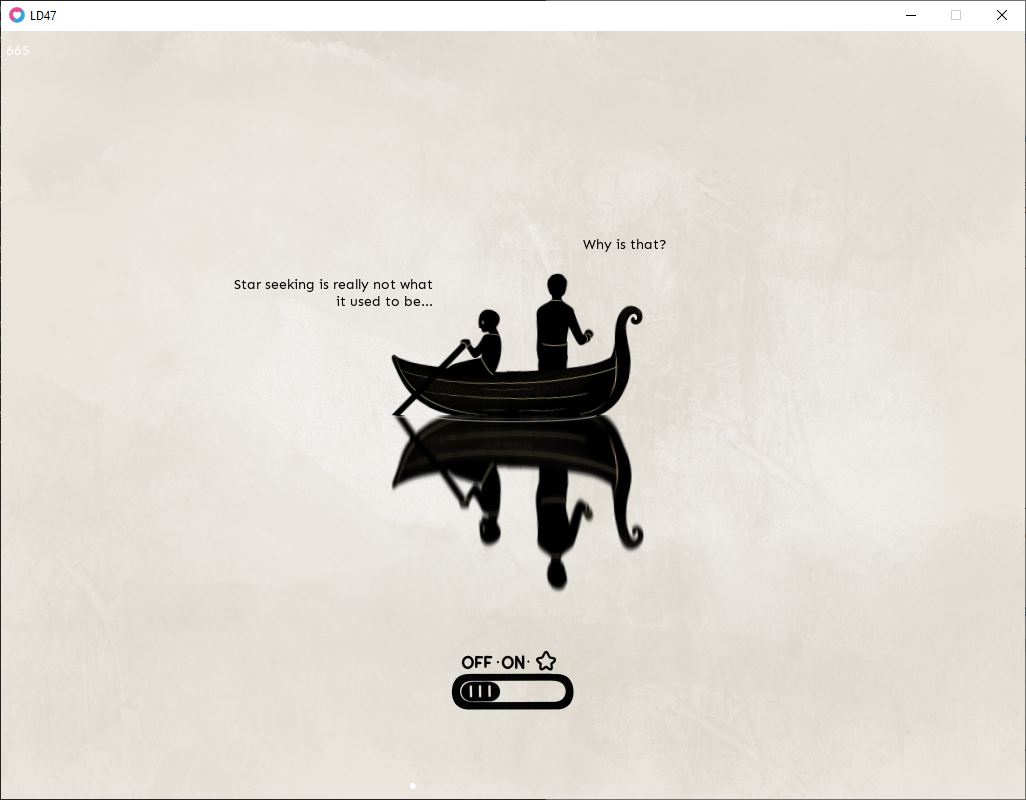 LD47
665
Why is that?
Star seeking is really not what
it used to be...
OFF·ON·